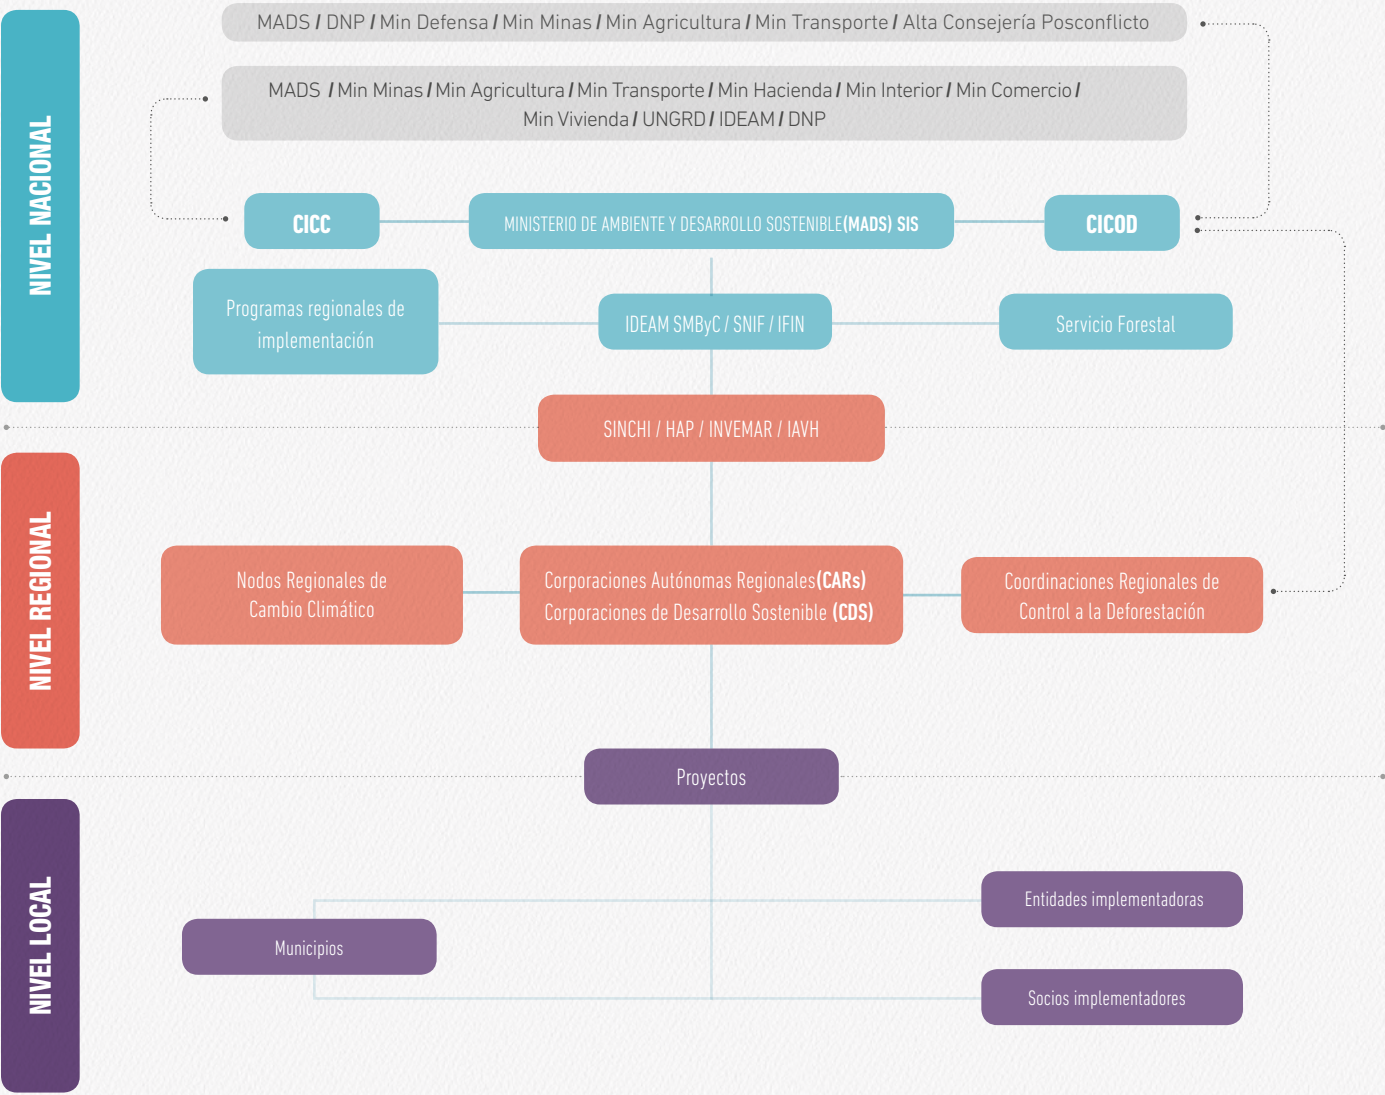 MADS / DNP / Min Defensa / Min Minas / Min Agricultura / Min Transporte / Alta Consejería Posconflicto
MADS / Min Minas / Min Agricultura / Min Transporte / Min Hacienda / Min Interior / Min Comercio /
Min Vivienda / UNGRD / IDEAM / DNP
NIVEL NACIONAL
CICC
MINISTERIO DE AMBIENTE Y DESARROLLO SOSTENIBLE(MADS) SIS
CICOD
Programas regionales de
implementación
IDEAM SMByC / SNIF / IFIN
Servicio Forestal
SINCHI / HAP / INVEMAR / IAVH
NIVEL REGIONAL
Nodos Regionales de
Cambio Climático
Corporaciones Autónomas Regionales(CARs)
Corporaciones de Desarrollo Sostenible (CDS)
Coordinaciones Regionales de
Control a la Deforestación
Proyectos
NIVEL LOCAL
Municipios
Entidades implementadoras
Socios implementadores